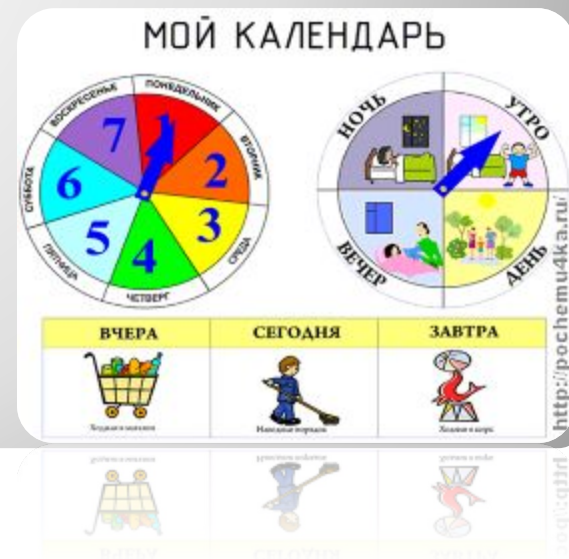 МОЙ КАЛЕНДАРЬ
ПОНЕДЕЛЬНИК
ВТОРНИК
СРЕДА
ЧЕТВЕРГ
ПЯТНИЦА
СУББОТА
ВОСКРЕСЕНЬЕ
1
2
3
4
5
6
7
НОЧЬ
УТРО
ДЕНЬ
ВЕЧЕР
ВЧЕРА СЕГОДНЯ ЗАВТРА
http://pochemu4ka.ru/